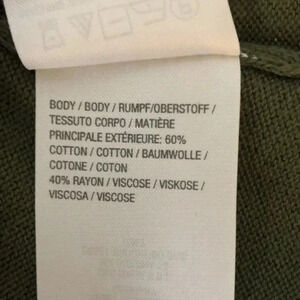 BODY / BODY / RUMPF/OBERSTOFF /
TESSUTO CORPO / MATIÈRE
PRINCIPALE EXTÉRIEURE: 60%
COTTON / COTTON / BAUMWOLLE /
COTONE / COTON
40% RAYON / VISCOSE / VISKOSE /
VISCOSA / VISCOSE